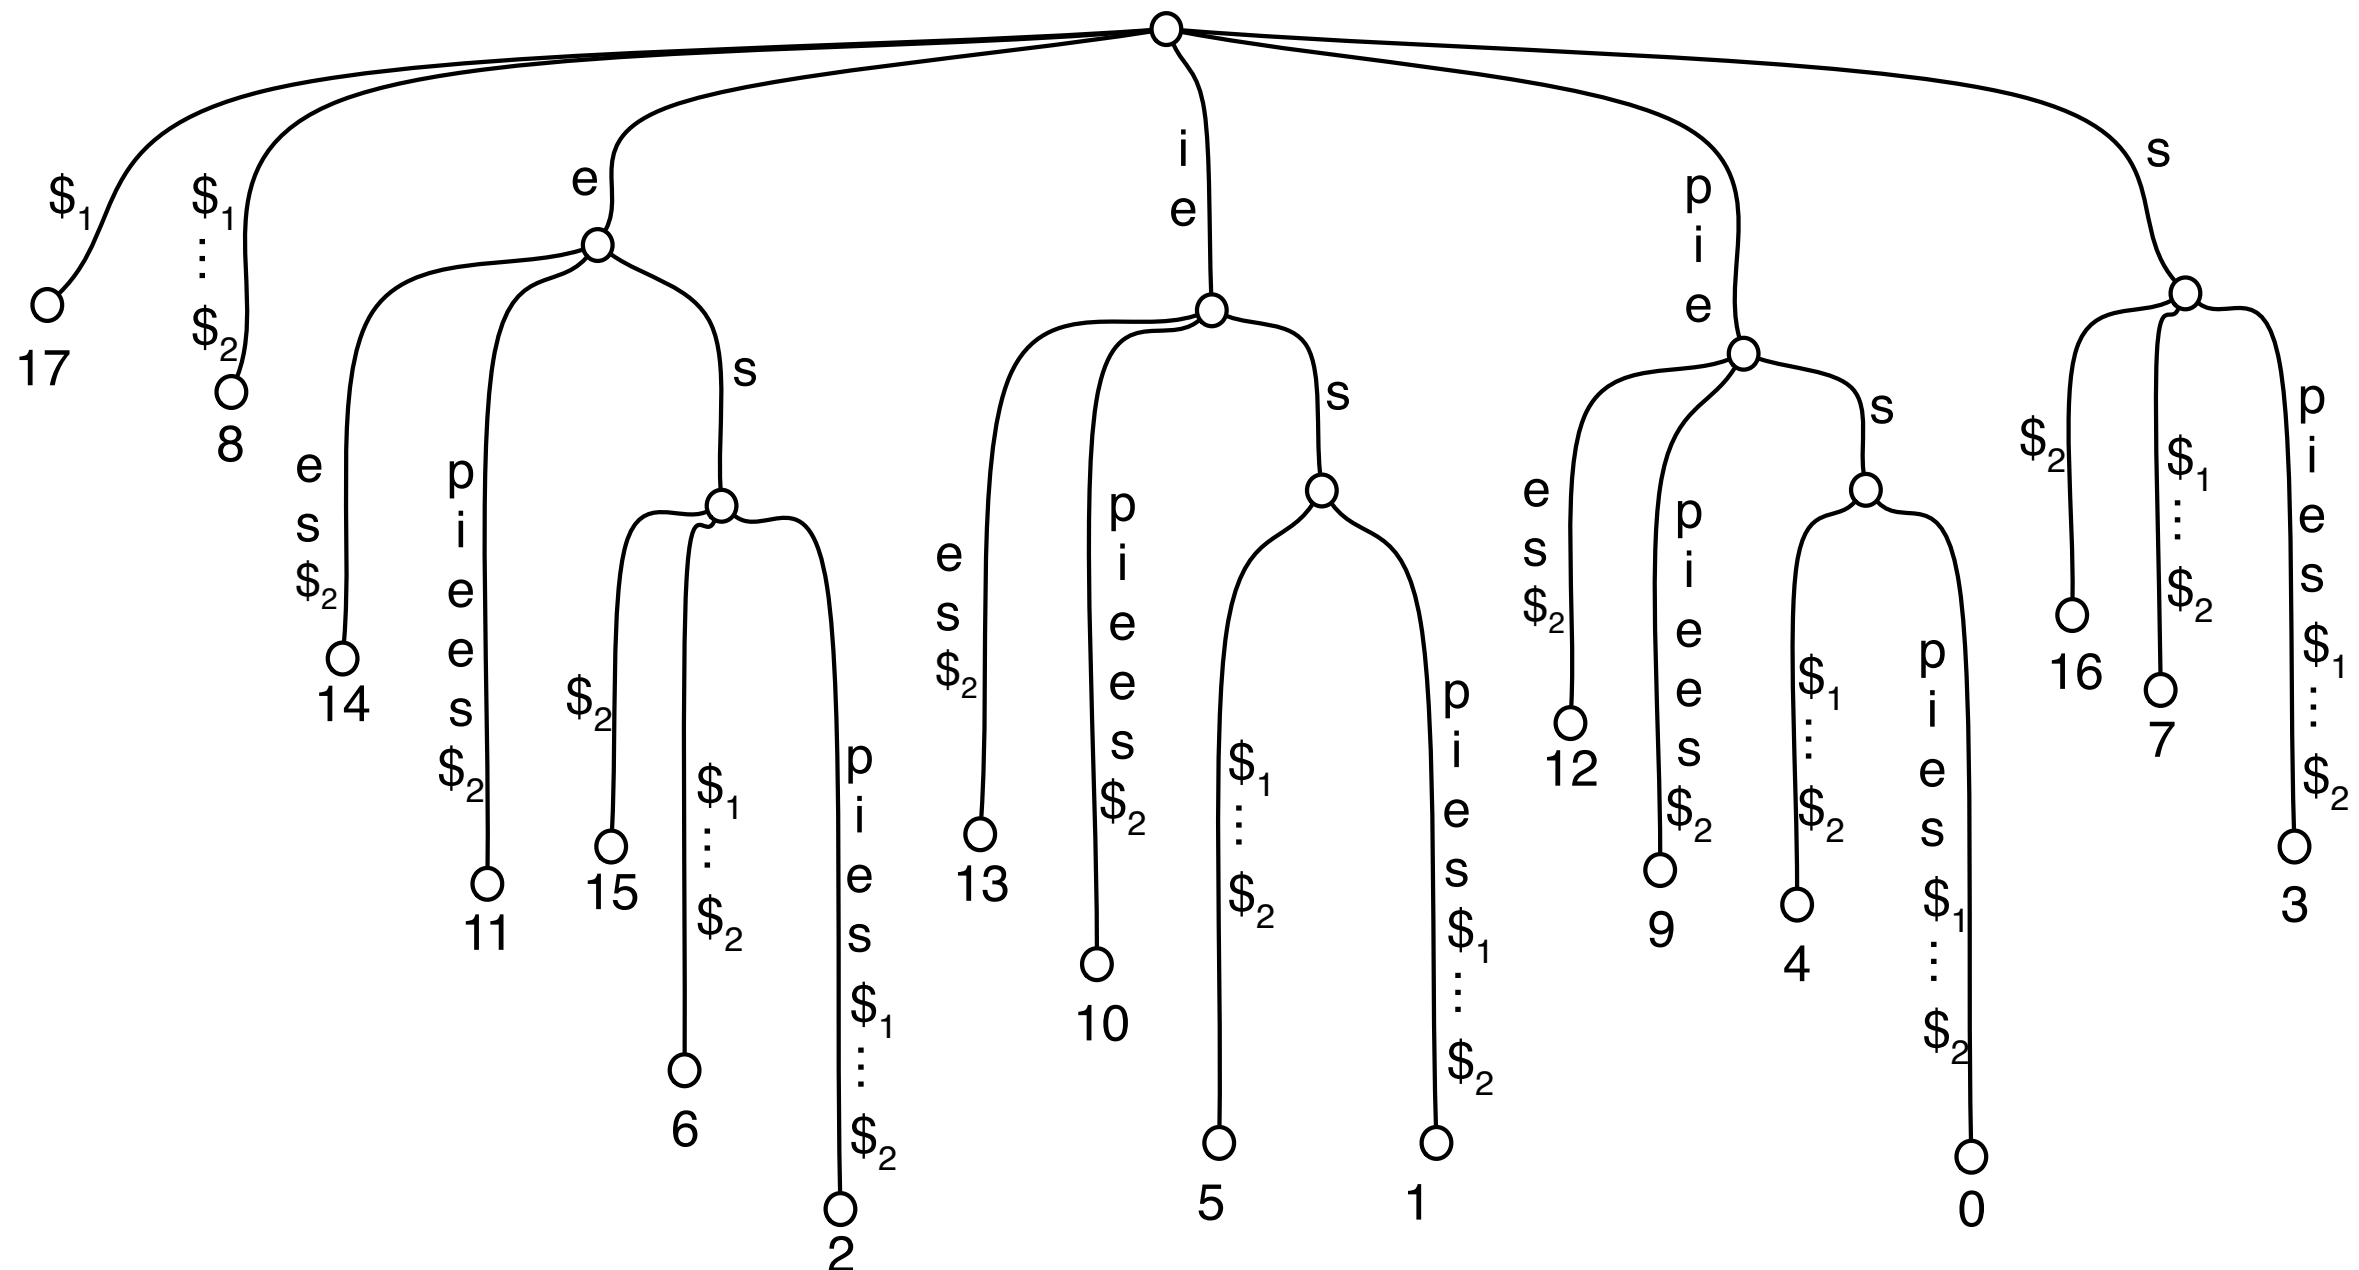 $₁
17
$₁ ⋮ $₂
8
e
e s $₂
14
p i e e s $₂
11
s
$₂
15
$₁ ⋮ $₂
6
p i e s $₁ ⋮ $₂
2
i e
e s $₂
13
p i e e s $₂
10
s
$₁ ⋮ $₂
5
p i e s $₁ ⋮ $₂
1
p i e
e s $₂
12
p i e e s $₂
9
s
$₁ ⋮ $₂
4
p i e s $₁ ⋮ $₂
0
s
$₂
16
$₁ ⋮ $₂
7
p i e s $₁ ⋮ $₂
3